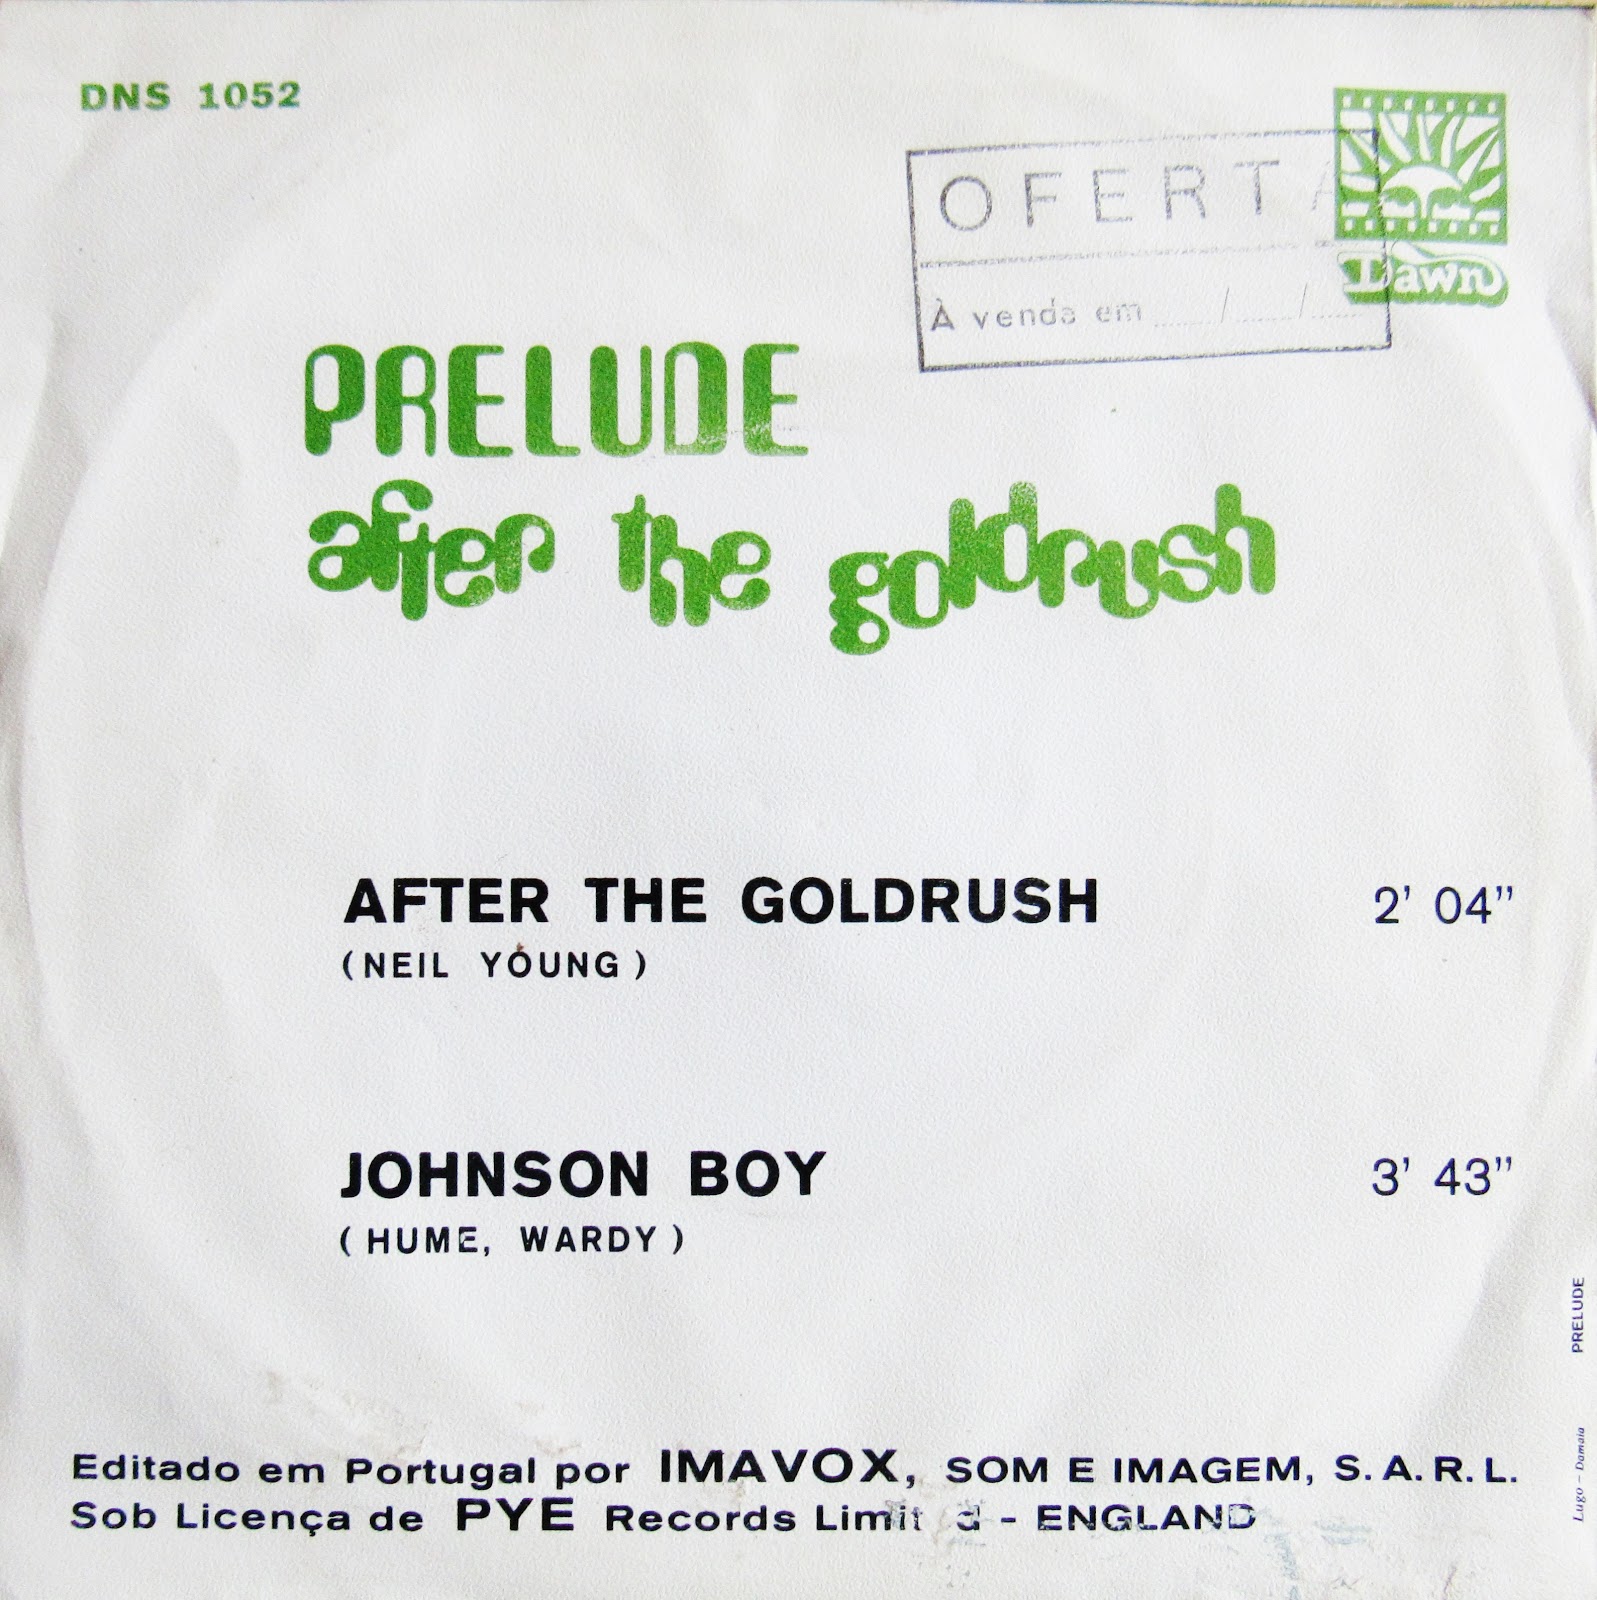 DNS 1052
OFERTA
À venda em ....../....../......
Dawn
PRELUDE
after the goldrush
AFTER THE GOLDRUSH 2' 04"
(NEIL YOUNG)
JOHNSON BOY 3' 43"
(HUME, WARDY)
Editado em Portugal por IMAVOX, SOM E IMAGEM, S.A.R.L.
Sob Licença de PYE Records Limit d - ENGLAND
PRELUDE
Lugo - Damaia